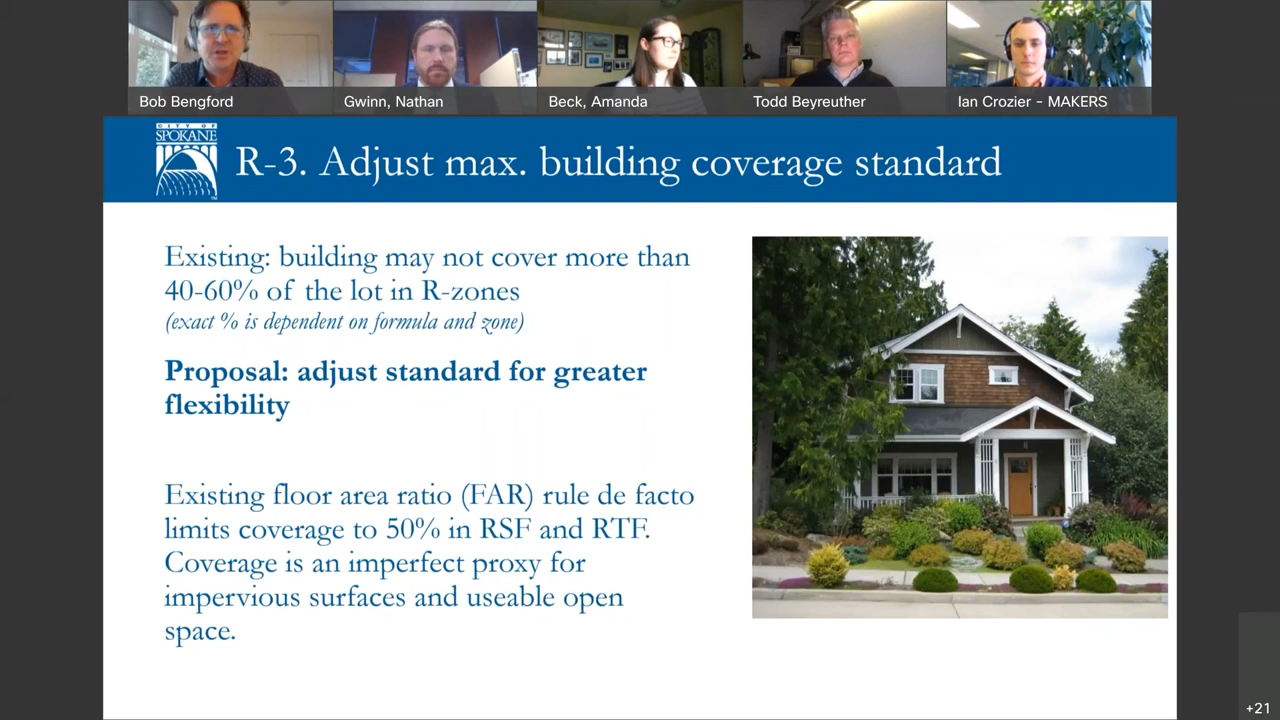 Bob Bengford
Gwinn, Nathan
Beck, Amanda
Todd Beyreuther
Ian Crozier - MAKERS
CITY OF
SPOKANE
TM
R-3. Adjust max. building coverage standard
Existing: building may not cover more than
40-60% of the lot in R-zones
(exact % is dependent on formula and zone)
Proposal: adjust standard for greater
flexibility
Existing floor area ratio (FAR) rule de facto
limits coverage to 50% in RSF and RTF.
Coverage is an imperfect proxy for
impervious surfaces and useable open
space.
+21